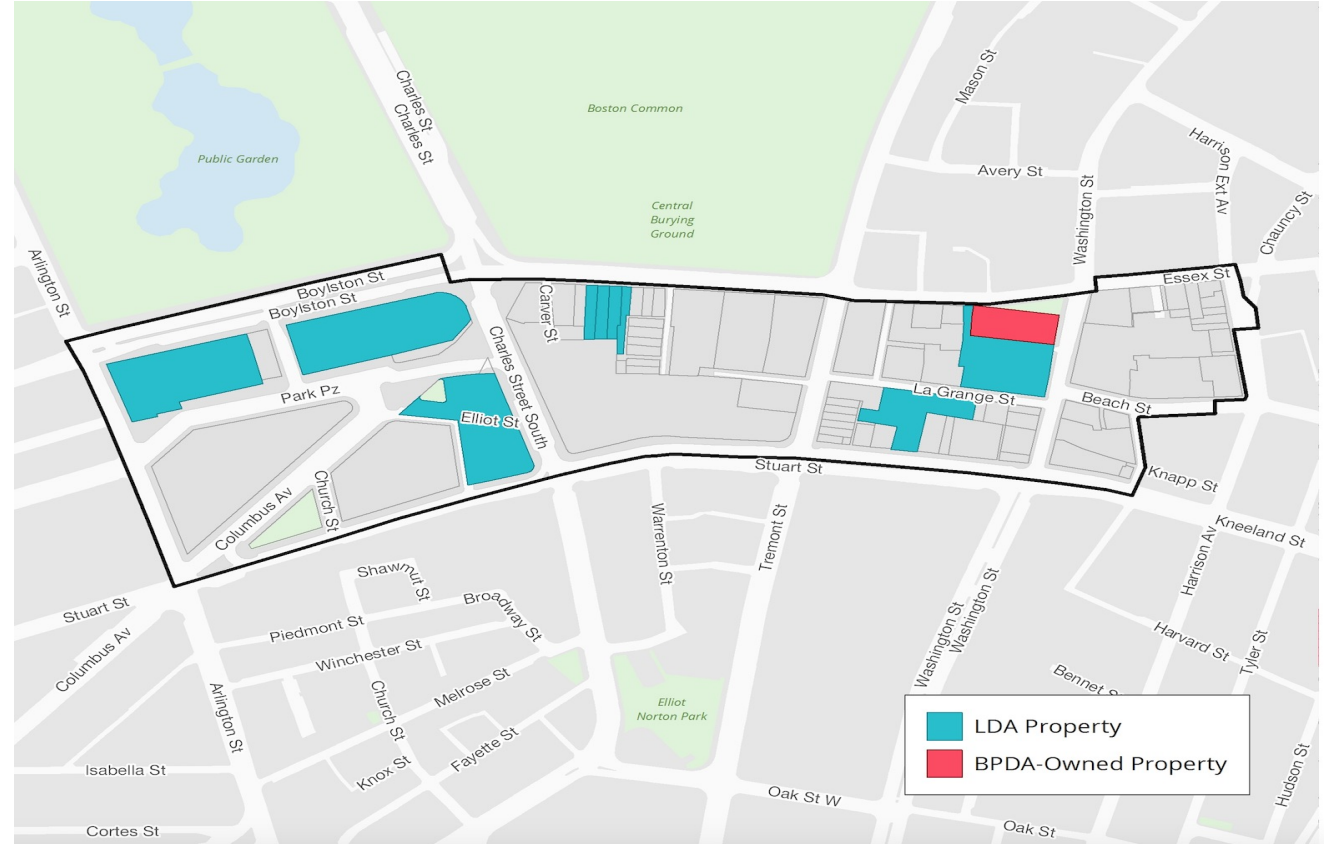 Charles St
Charles St
Mason St
Boston Common
Harrison Ext Av
Public Garden
Avery St
Central
Burying
Ground
Washington St
Chauncy St
Arlington St
Boylston St
Boylston St
Essex St
Carver St
Charles Street South
Park Pz
La Grange St
Beach St
Elliot St
Columbus Av
Church St
Stuart St
Knapp St
Kneeland St
Warrenton St
Tremont St
Harrison Av
Shawmut St
Stuart St
Piedmont St
Broadway St
Washington St
Washington St
Winchester St
Columbus Av
Harvard St
Tyler St
Arlington St
Church St
Melrose St
Elliot
Norton Park
Bennet S
LDA Property
BPDA-Owned Property
Isabella St
Knox St
Fayette St
Hudson St
Oak St W
Cortes St
Oak St